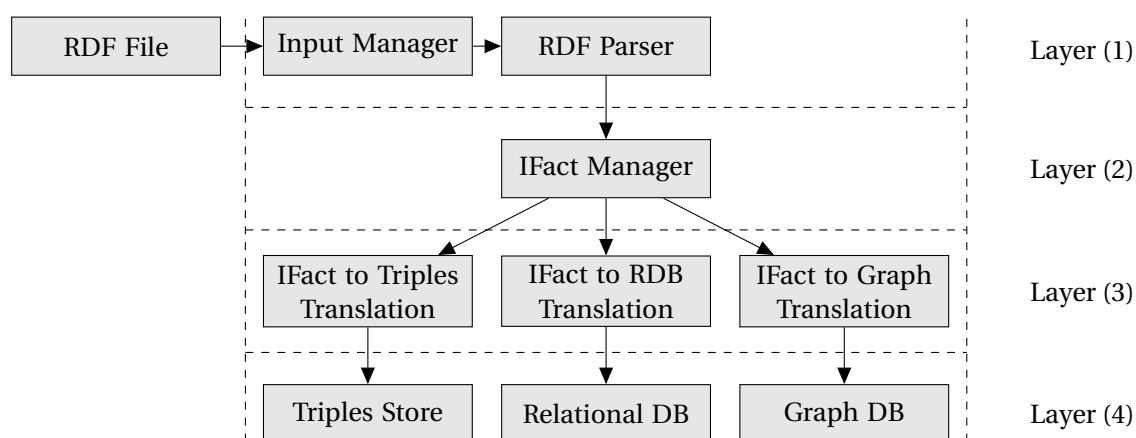 RDF File
Input Manager
RDF Parser
Layer (1)
IFact Manager
Layer (2)
IFact to Triples
Translation
IFact to RDB
Translation
IFact to Graph
Translation
Layer (3)
Triples Store
Relational DB
Graph DB
Layer (4)